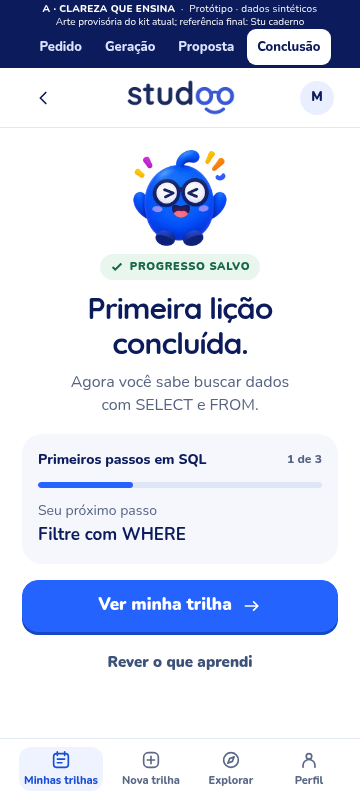 A · CLAREZA QUE ENSINA · Protótipo · dados sintéticos
Arte provisória do kit atual; referência final: Stu caderno
Pedido Geração Proposta Conclusão
studoo M
PROGRESSO SALVO
Primeira lição
concluída.
Agora você sabe buscar dados
com SELECT e FROM.
Primeiros passos em SQL 1 de 3
Seu próximo passo
Filtre com WHERE
Ver minha trilha →
Rever o que aprendi
Minhas trilhas Nova trilha Explorar Perfil